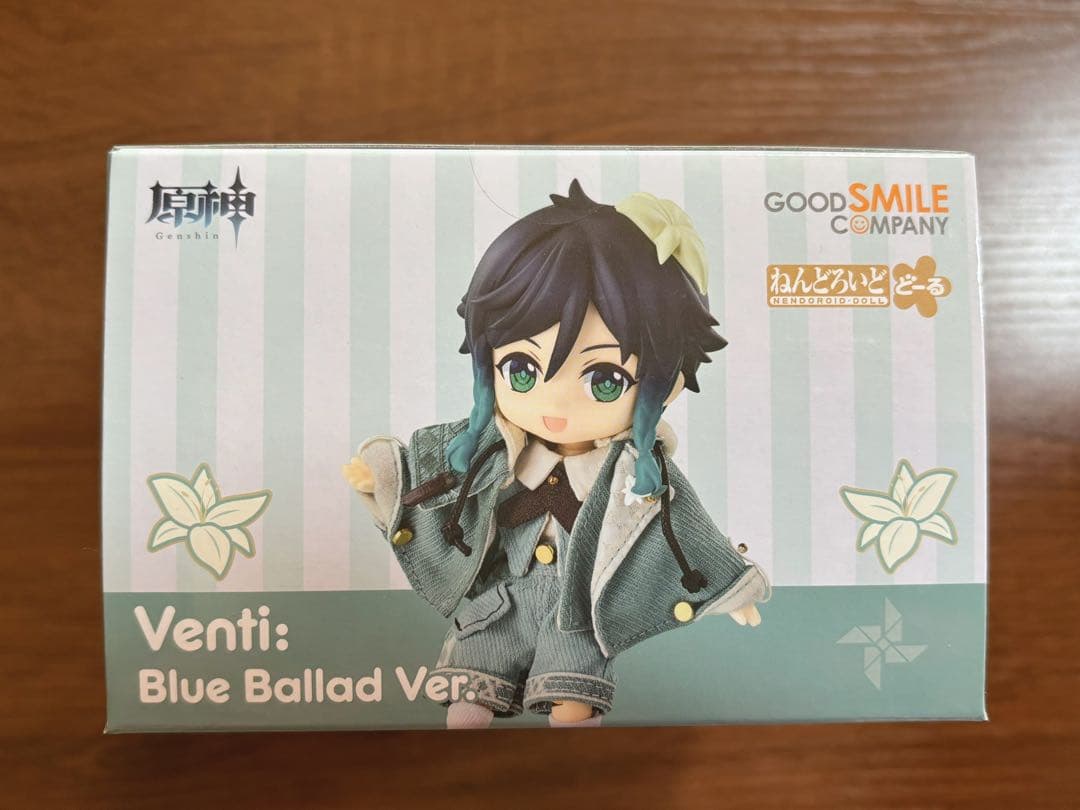 原神
Genshin
GOOD SMILE
COMPANY
ねんどろいど
どーる
NENDOROID·DOLL
Venti:
Blue Ballad Ver.